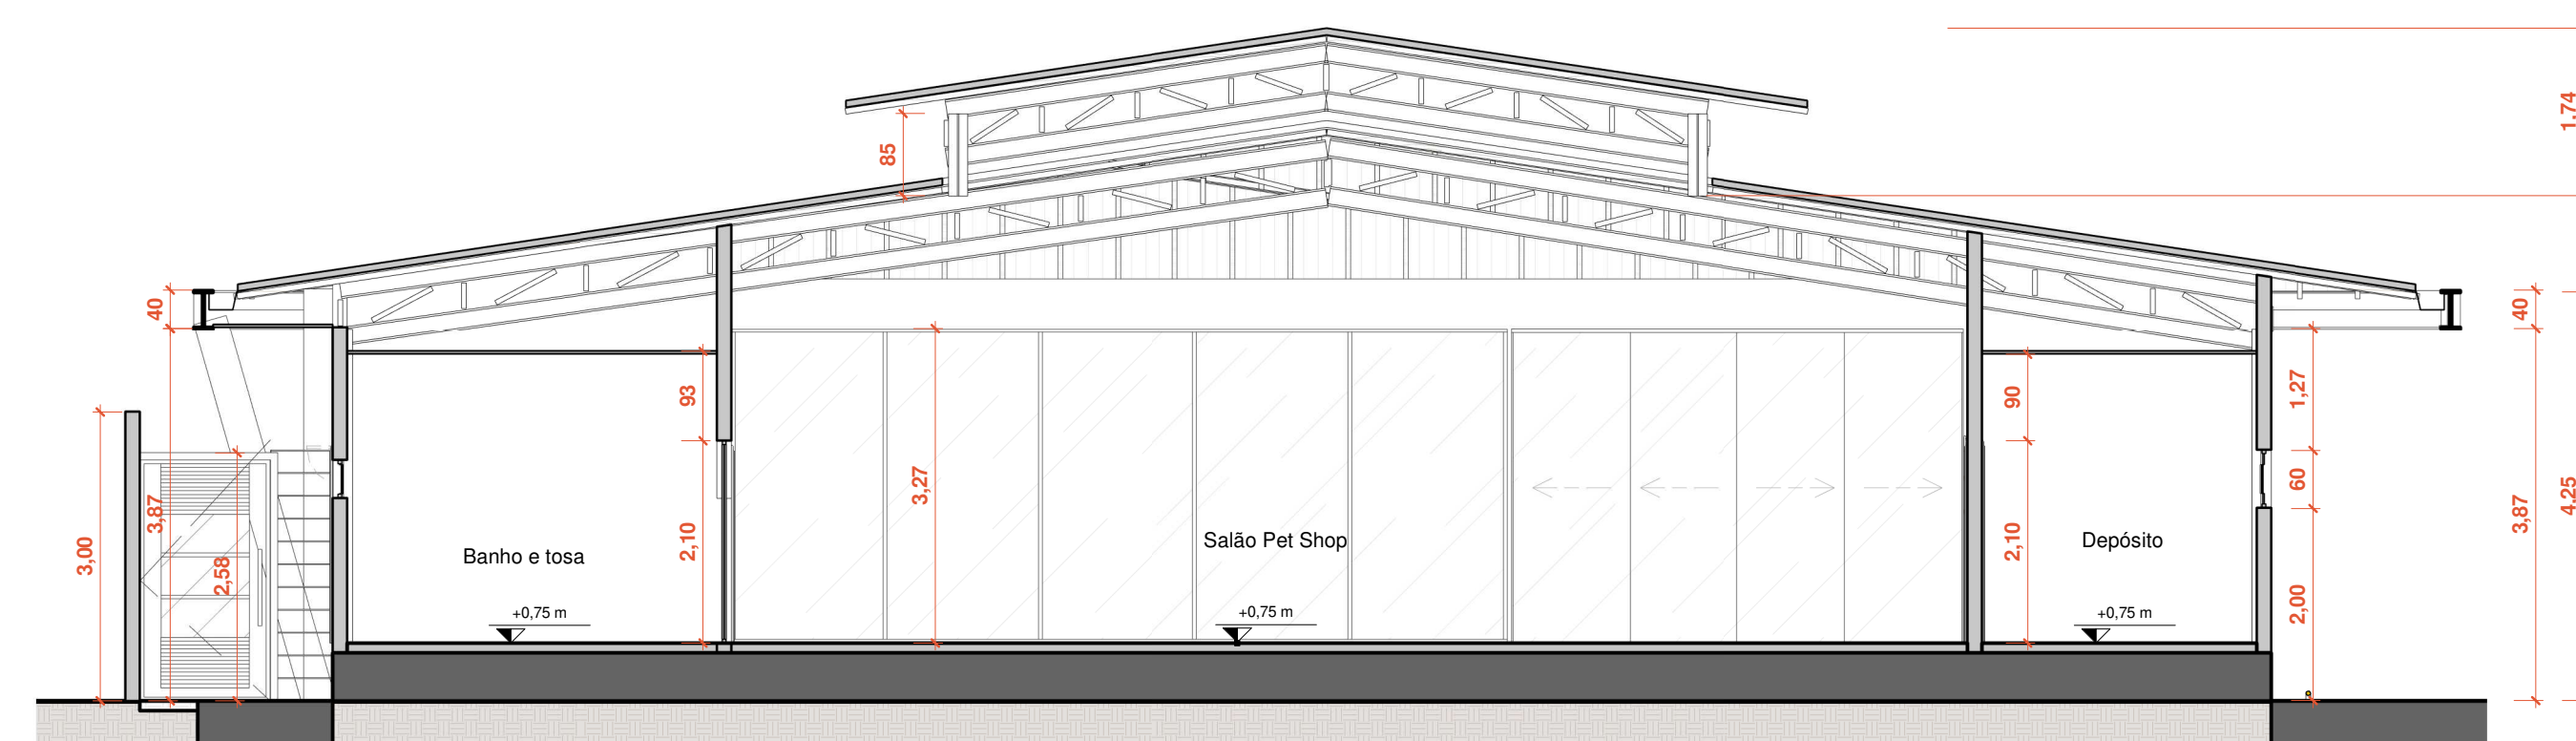 1,74
85
40
40
93
90
1,27
3,27
60
3,00
3,87
2,58
2,10
2,10
2,00
3,87
4,25
Banho e tosa
Salão Pet Shop
Depósito
+0,75 m
+0,75 m
+0,75 m